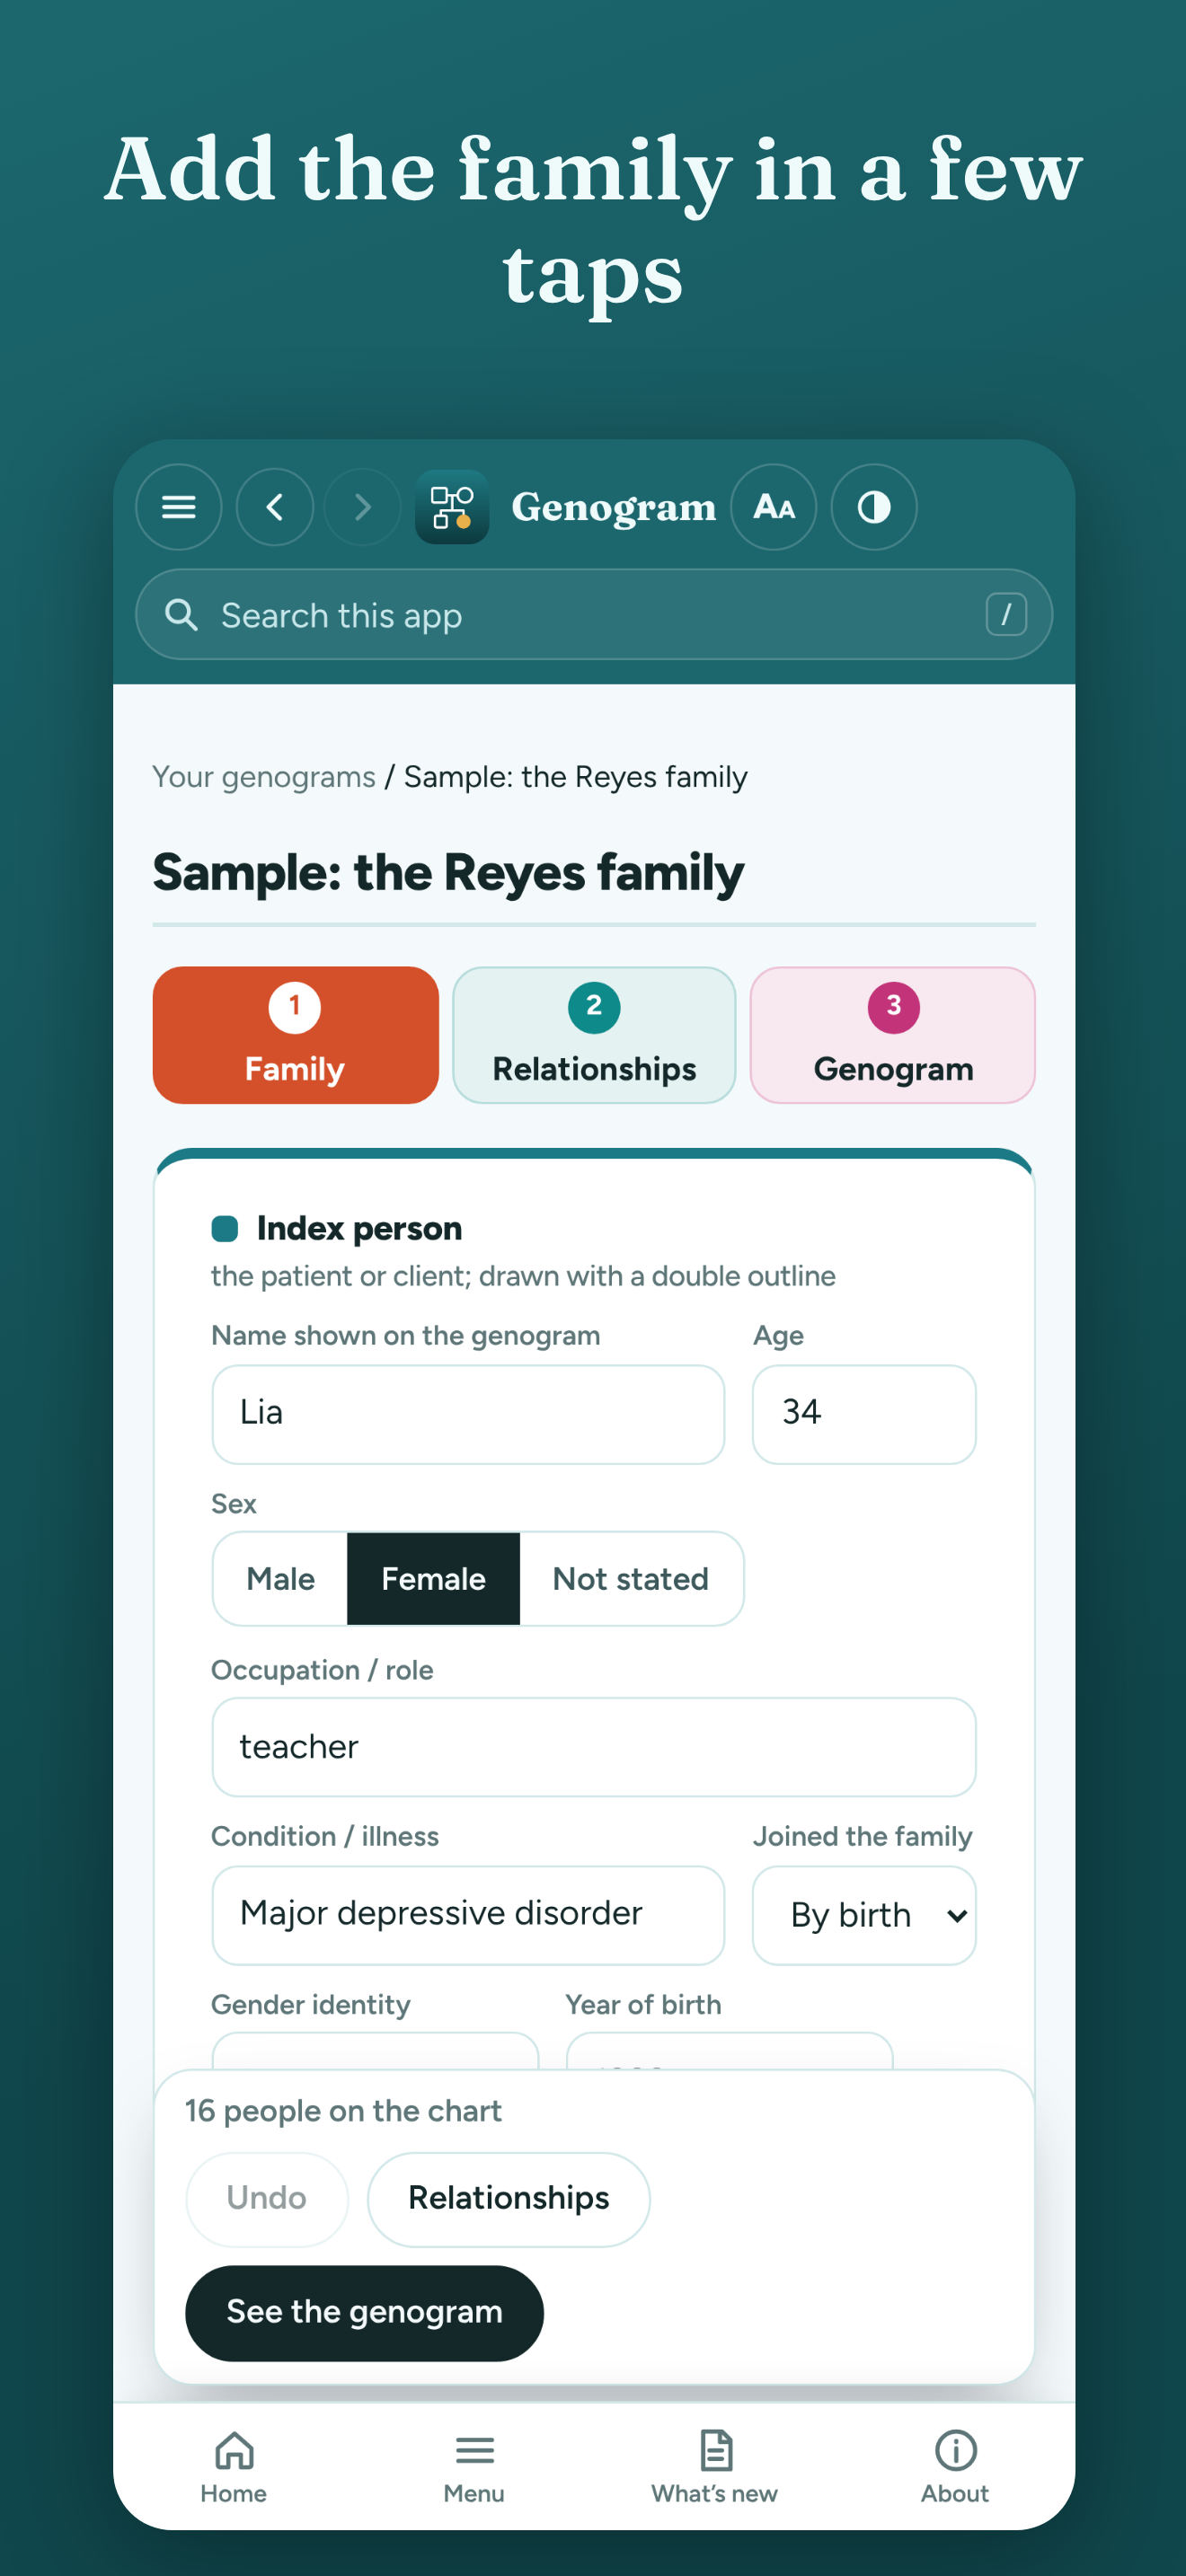 Add the family in a few
taps
Genogram AA
Search this app /
Your genograms / Sample: the Reyes family
Sample: the Reyes family
1 2 3
Family Relationships Genogram
Index person
the patient or client; drawn with a double outline
Name shown on the genogram Age
Lia 34
Sex
Male Female Not stated
Occupation / role
teacher
Condition / illness Joined the family
Major depressive disorder By birth
Gender identity Year of birth
16 people on the chart
Undo Relationships
See the genogram
Home Menu What's new About